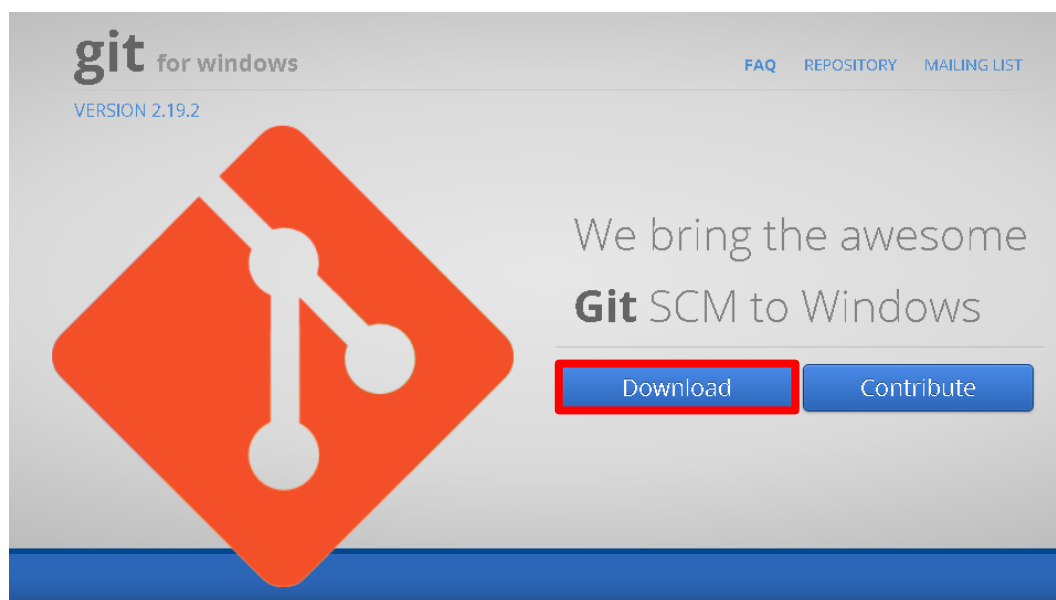 git for windows
FAQ REPOSITORY MAILING LIST
VERSION 2.19.2
We bring the awesome
Git SCM to Windows
Download Contribute